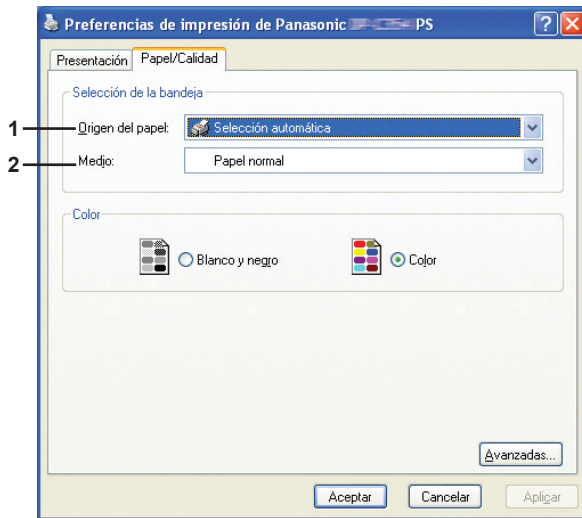 Preferencias de impresión de Panasonic PS
Presentación Papel/Calidad
Selección de la bandeja
1 Origen del papel: Selección automática
2 Medio: Papel normal
Color
Blanco y negro Color
Avanzadas...
Aceptar Cancelar Aplicar